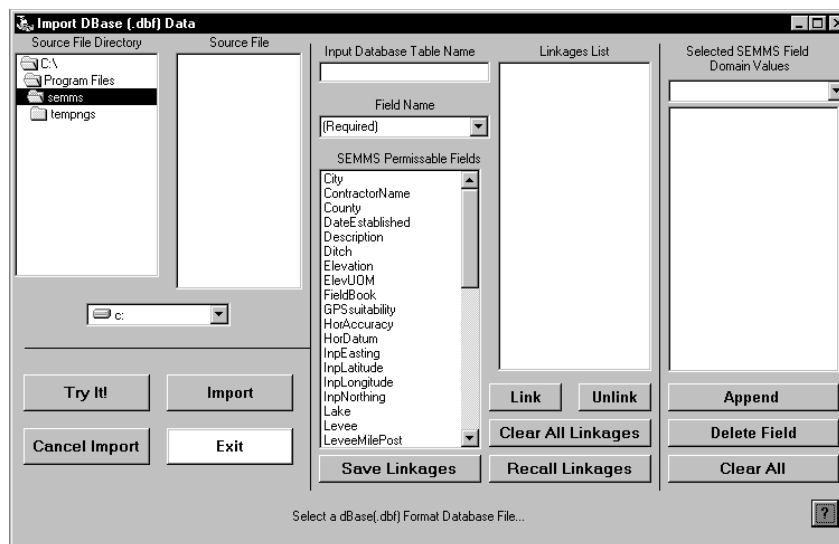 Import DBase (.dbf) Data
Source File Directory
C:\
Program Files
semms
tempngs
c:
Source File
Input Database Table Name
Field Name
(Required)
SEMMS Permissable Fields
City
ContractorName
County
DateEstablished
Description
Ditch
Elevation
ElevUOM
FieldBook
GPSsuitability
HorAccuracy
HorDatum
InpEasting
InpLatitude
InpLongitude
InpNorthing
Lake
Levee
LeveeMilePost
Linkages List
Selected SEMMS Field
Domain Values
Try It!
Import
Cancel Import
Exit
Save Linkages
Link
Unlink
Clear All Linkages
Recall Linkages
Append
Delete Field
Clear All
Select a dBase(.dbf) Format Database File...
?